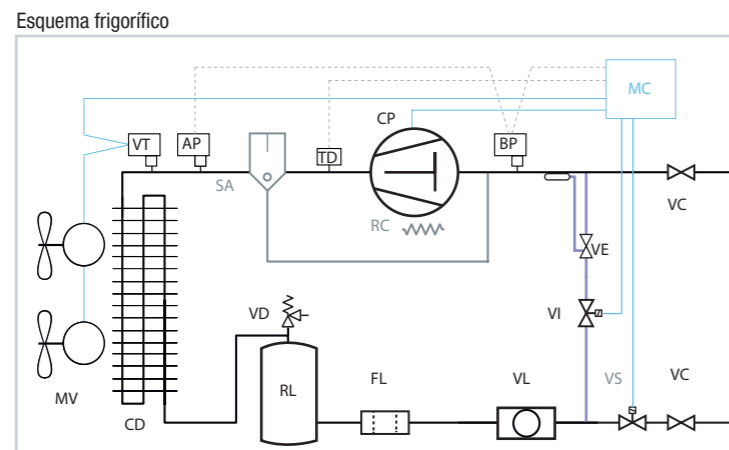 Esquema frigorífico
MC
CP
VT
AP
BP
TD
SA
RC
VC
VE
VD
VI
RL
FL
VL
VS
VC
MV
CD